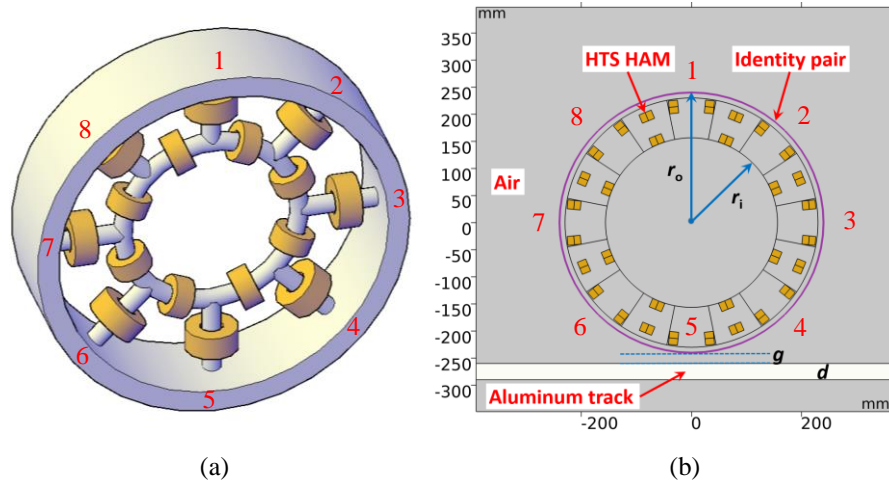 1
2
3
4
5
6
7
8
(a)
mm
350
300
250
200
150
100
50
0
-50
-100
-150
-200
-250
-300
-200
0
200
mm
HTS HAM
Identity pair
Air
1
2
3
4
5
6
7
8
rₒ
rᵢ
g
d
Aluminum track
(b)